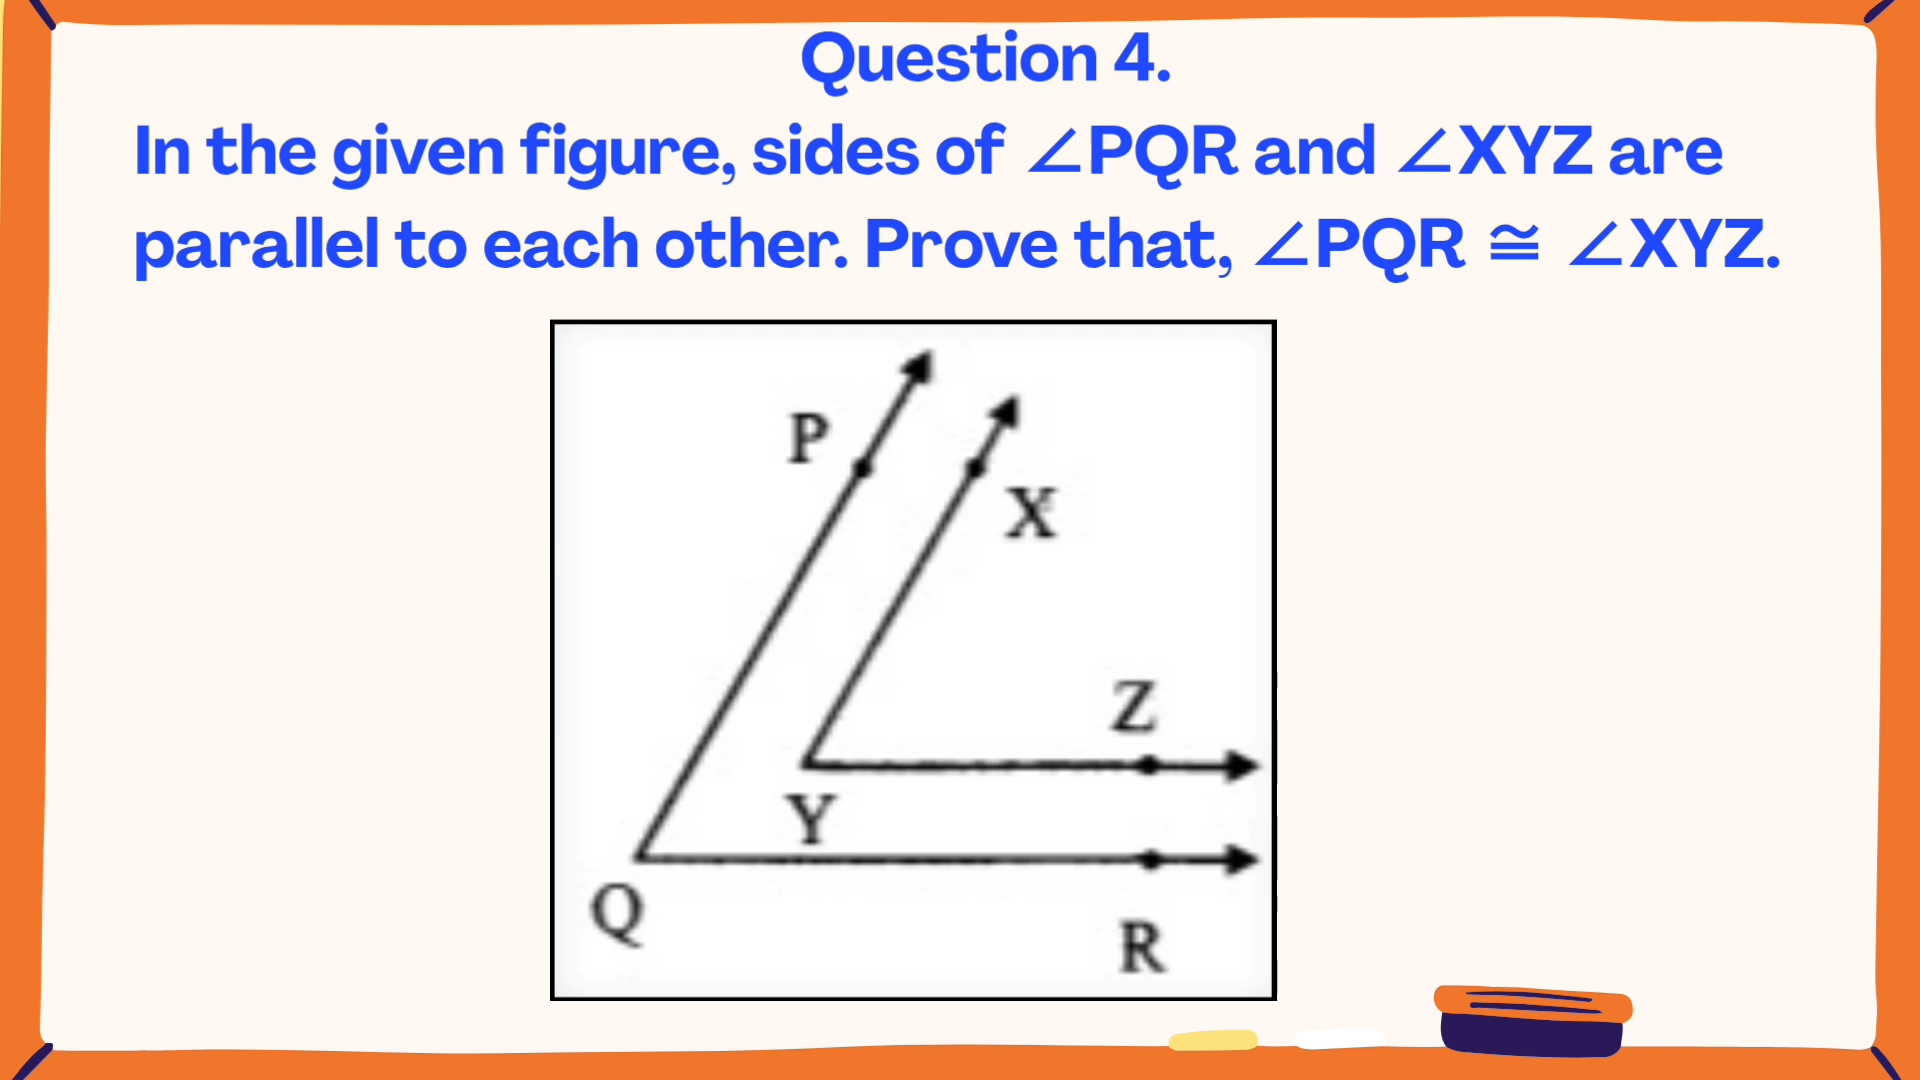 Question 4.
In the given figure, sides of ∠PQR and ∠XYZ are
parallel to each other. Prove that, ∠PQR ≅ ∠XYZ.
P
X
Z
Y
Q
R